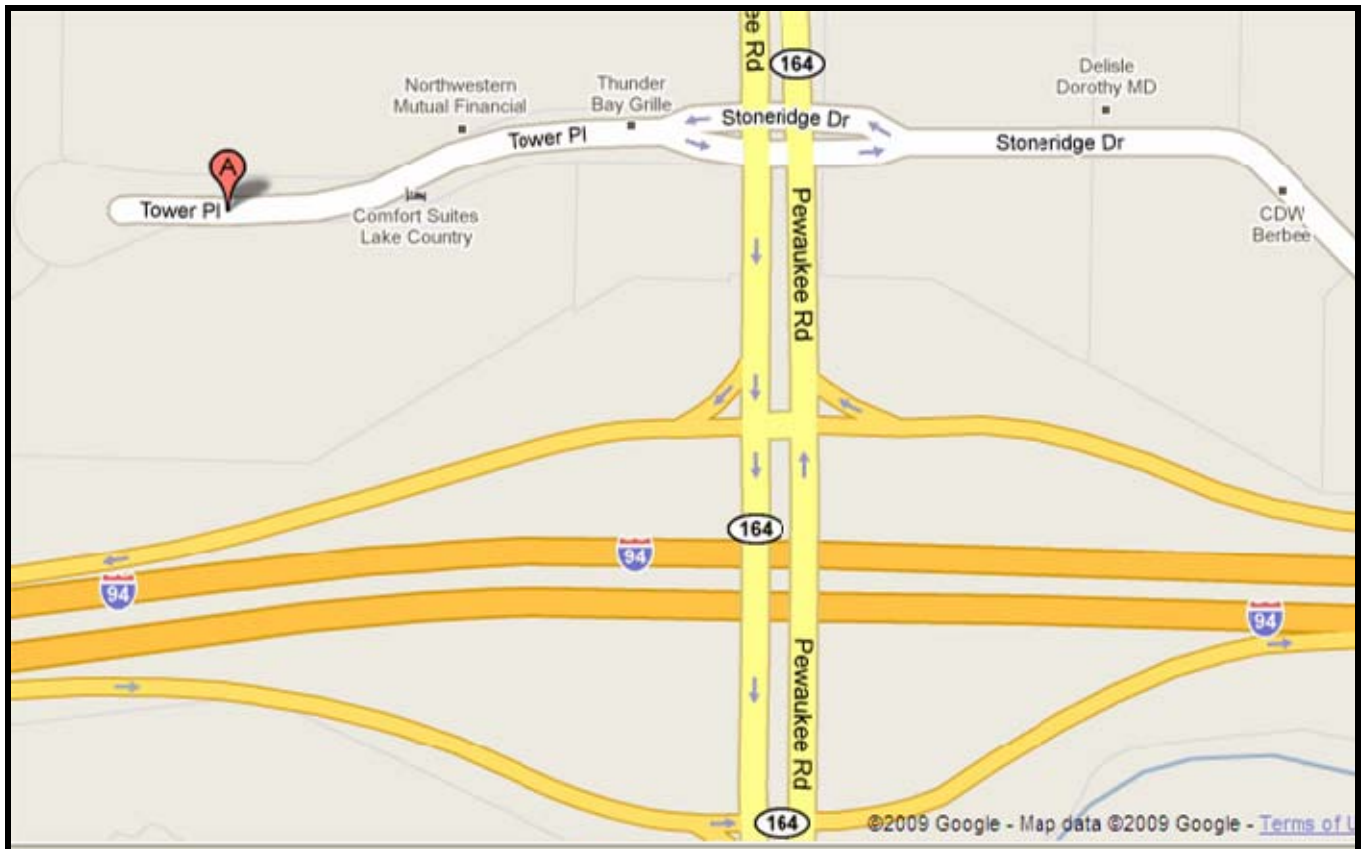 ee Rd
164
Delisle
Dorothy MD
Northwestern
Mutual Financial
Thunder
Bay Grille
Stoneridge Dr
Tower Pl
Stoneridge Dr
A
Tower Pl
Comfort Suites
Lake Country
Pewaukee Rd
CDW
Berbee
164
94
94
94
Pewaukee Rd
164
©2009 Google - Map data ©2009 Google - Terms of U